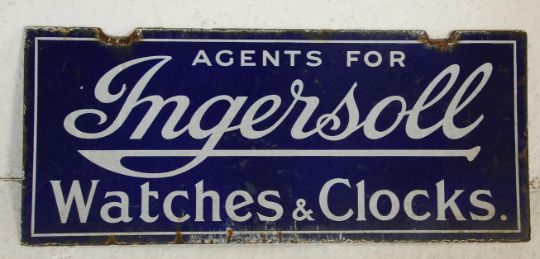 AGENTS FOR
Ingersoll
Watches & Clocks.